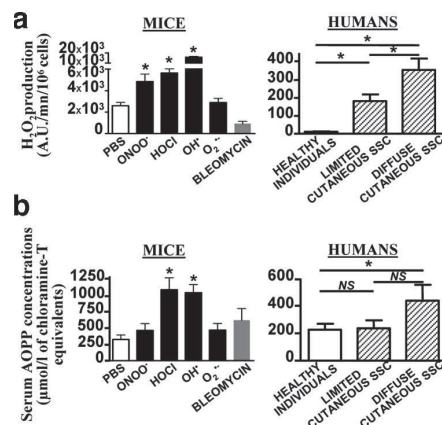 a
MICE
HUMANS
H₂O₂ production
(A.U./mn/10⁶ cells)
20x10³
10x10³
6x10³
6x10³
4x10³
2x10³
0
* * *
PBS
ONOO⁻
HOCl
OH•
O₂•⁻
BLEOMYCIN
400
300
200
100
0
*
* *
HEALTHY
INDIVIDUALS
LIMITED
CUTANEOUS SSC
DIFFUSE
CUTANEOUS SSC
b
MICE
HUMANS
Serum AOPP concentrations
(μmol/l of chloramine-T
equivalents)
1250
1000
750
500
250
0
* *
PBS
ONOO⁻
HOCl
OH•
O₂•⁻
BLEOMYCIN
600
400
200
0
*
NS NS
HEALTHY
INDIVIDUALS
LIMITED
CUTANEOUS SSC
DIFFUSE
CUTANEOUS SSC